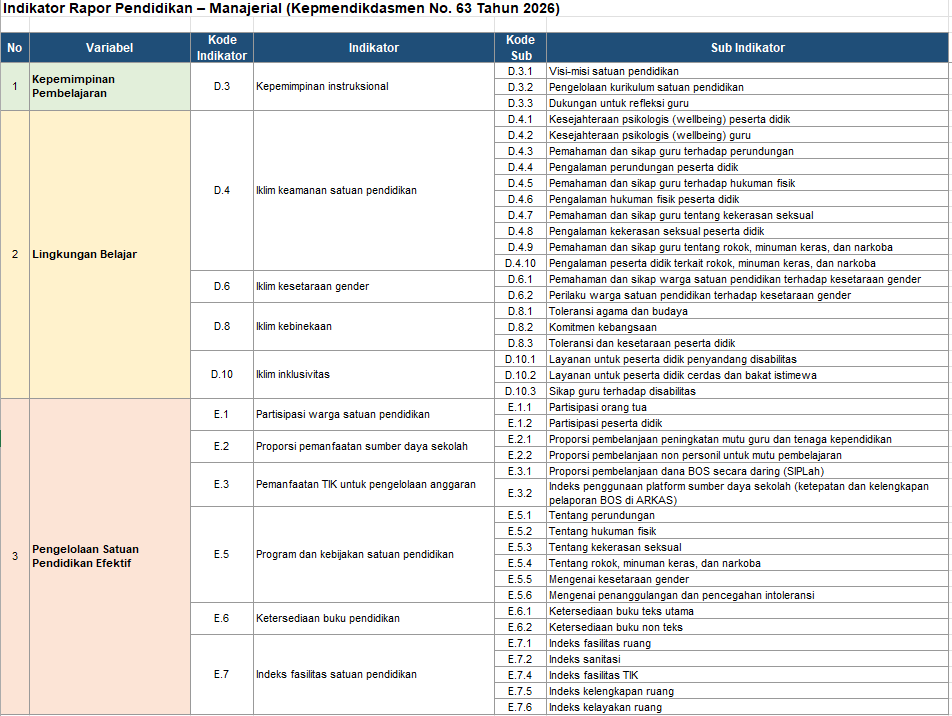 Indikator Rapor Pendidikan – Manajerial (Kepmendikdasmen No. 63 Tahun 2026)
No Variabel Kode Indikator Indikator Kode Sub Sub Indikator
1 Kepemimpinan Pembelajaran D.3 Kepemimpinan instruksional D.3.1 Visi-misi satuan pendidikan
D.3.2 Pengelolaan kurikulum satuan pendidikan
D.3.3 Dukungan untuk refleksi guru
2 Lingkungan Belajar D.4 Iklim keamanan satuan pendidikan D.4.1 Kesejahteraan psikologis (wellbeing) peserta didik
D.4.2 Kesejahteraan psikologis (wellbeing) guru
D.4.3 Pemahaman dan sikap guru terhadap perundungan
D.4.4 Pengalaman perundungan peserta didik
D.4.5 Pemahaman dan sikap guru terhadap hukuman fisik
D.4.6 Pengalaman hukuman fisik peserta didik
D.4.7 Pemahaman dan sikap guru tentang kekerasan seksual
D.4.8 Pengalaman kekerasan seksual peserta didik
D.4.9 Pemahaman dan sikap guru tentang rokok, minuman keras, dan narkoba
D.4.10 Pengalaman peserta didik terkait rokok, minuman keras, dan narkoba
D.6 Iklim kesetaraan gender D.6.1 Pemahaman dan sikap warga satuan pendidikan terhadap kesetaraan gender
D.6.2 Perilaku warga satuan pendidikan terhadap kesetaraan gender
D.8 Iklim kebinekaan D.8.1 Toleransi agama dan budaya
D.8.2 Komitmen kebangsaan
D.8.3 Toleransi dan kesetaraan peserta didik
D.10 Iklim inklusivitas D.10.1 Layanan untuk peserta didik penyandang disabilitas
D.10.2 Layanan untuk peserta didik cerdas dan bakat istimewa
D.10.3 Sikap guru terhadap disabilitas
3 Pengelolaan Satuan Pendidikan Efektif E.1 Partisipasi warga satuan pendidikan E.1.1 Partisipasi orang tua
E.1.2 Partisipasi peserta didik
E.2 Proporsi pemanfaatan sumber daya sekolah E.2.1 Proporsi pembelanjaan peningkatan mutu guru dan tenaga kependidikan
E.2.2 Proporsi pembelanjaan non personil untuk mutu pembelajaran
E.3 Pemanfaatan TIK untuk pengelolaan anggaran E.3.1 Proporsi pembelanjaan dana BOS secara daring (SIPLah)
E.3.2 Indeks penggunaan platform sumber daya sekolah (ketepatan dan kelengkapan
pelaporan BOS di ARKAS)
E.5 Program dan kebijakan satuan pendidikan E.5.1 Tentang perundungan
E.5.2 Tentang hukuman fisik
E.5.3 Tentang kekerasan seksual
E.5.4 Tentang rokok, minuman keras, dan narkoba
E.5.5 Mengenai kesetaraan gender
E.5.6 Mengenai penanggulangan dan pencegahan intoleransi
E.6 Ketersediaan buku pendidikan E.6.1 Ketersediaan buku teks utama
E.6.2 Ketersediaan buku non teks
E.7 Indeks fasilitas satuan pendidikan E.7.1 Indeks fasilitas ruang
E.7.2 Indeks sanitasi
E.7.4 Indeks fasilitas TIK
E.7.5 Indeks kelengkapan ruang
E.7.6 Indeks kelayakan ruang